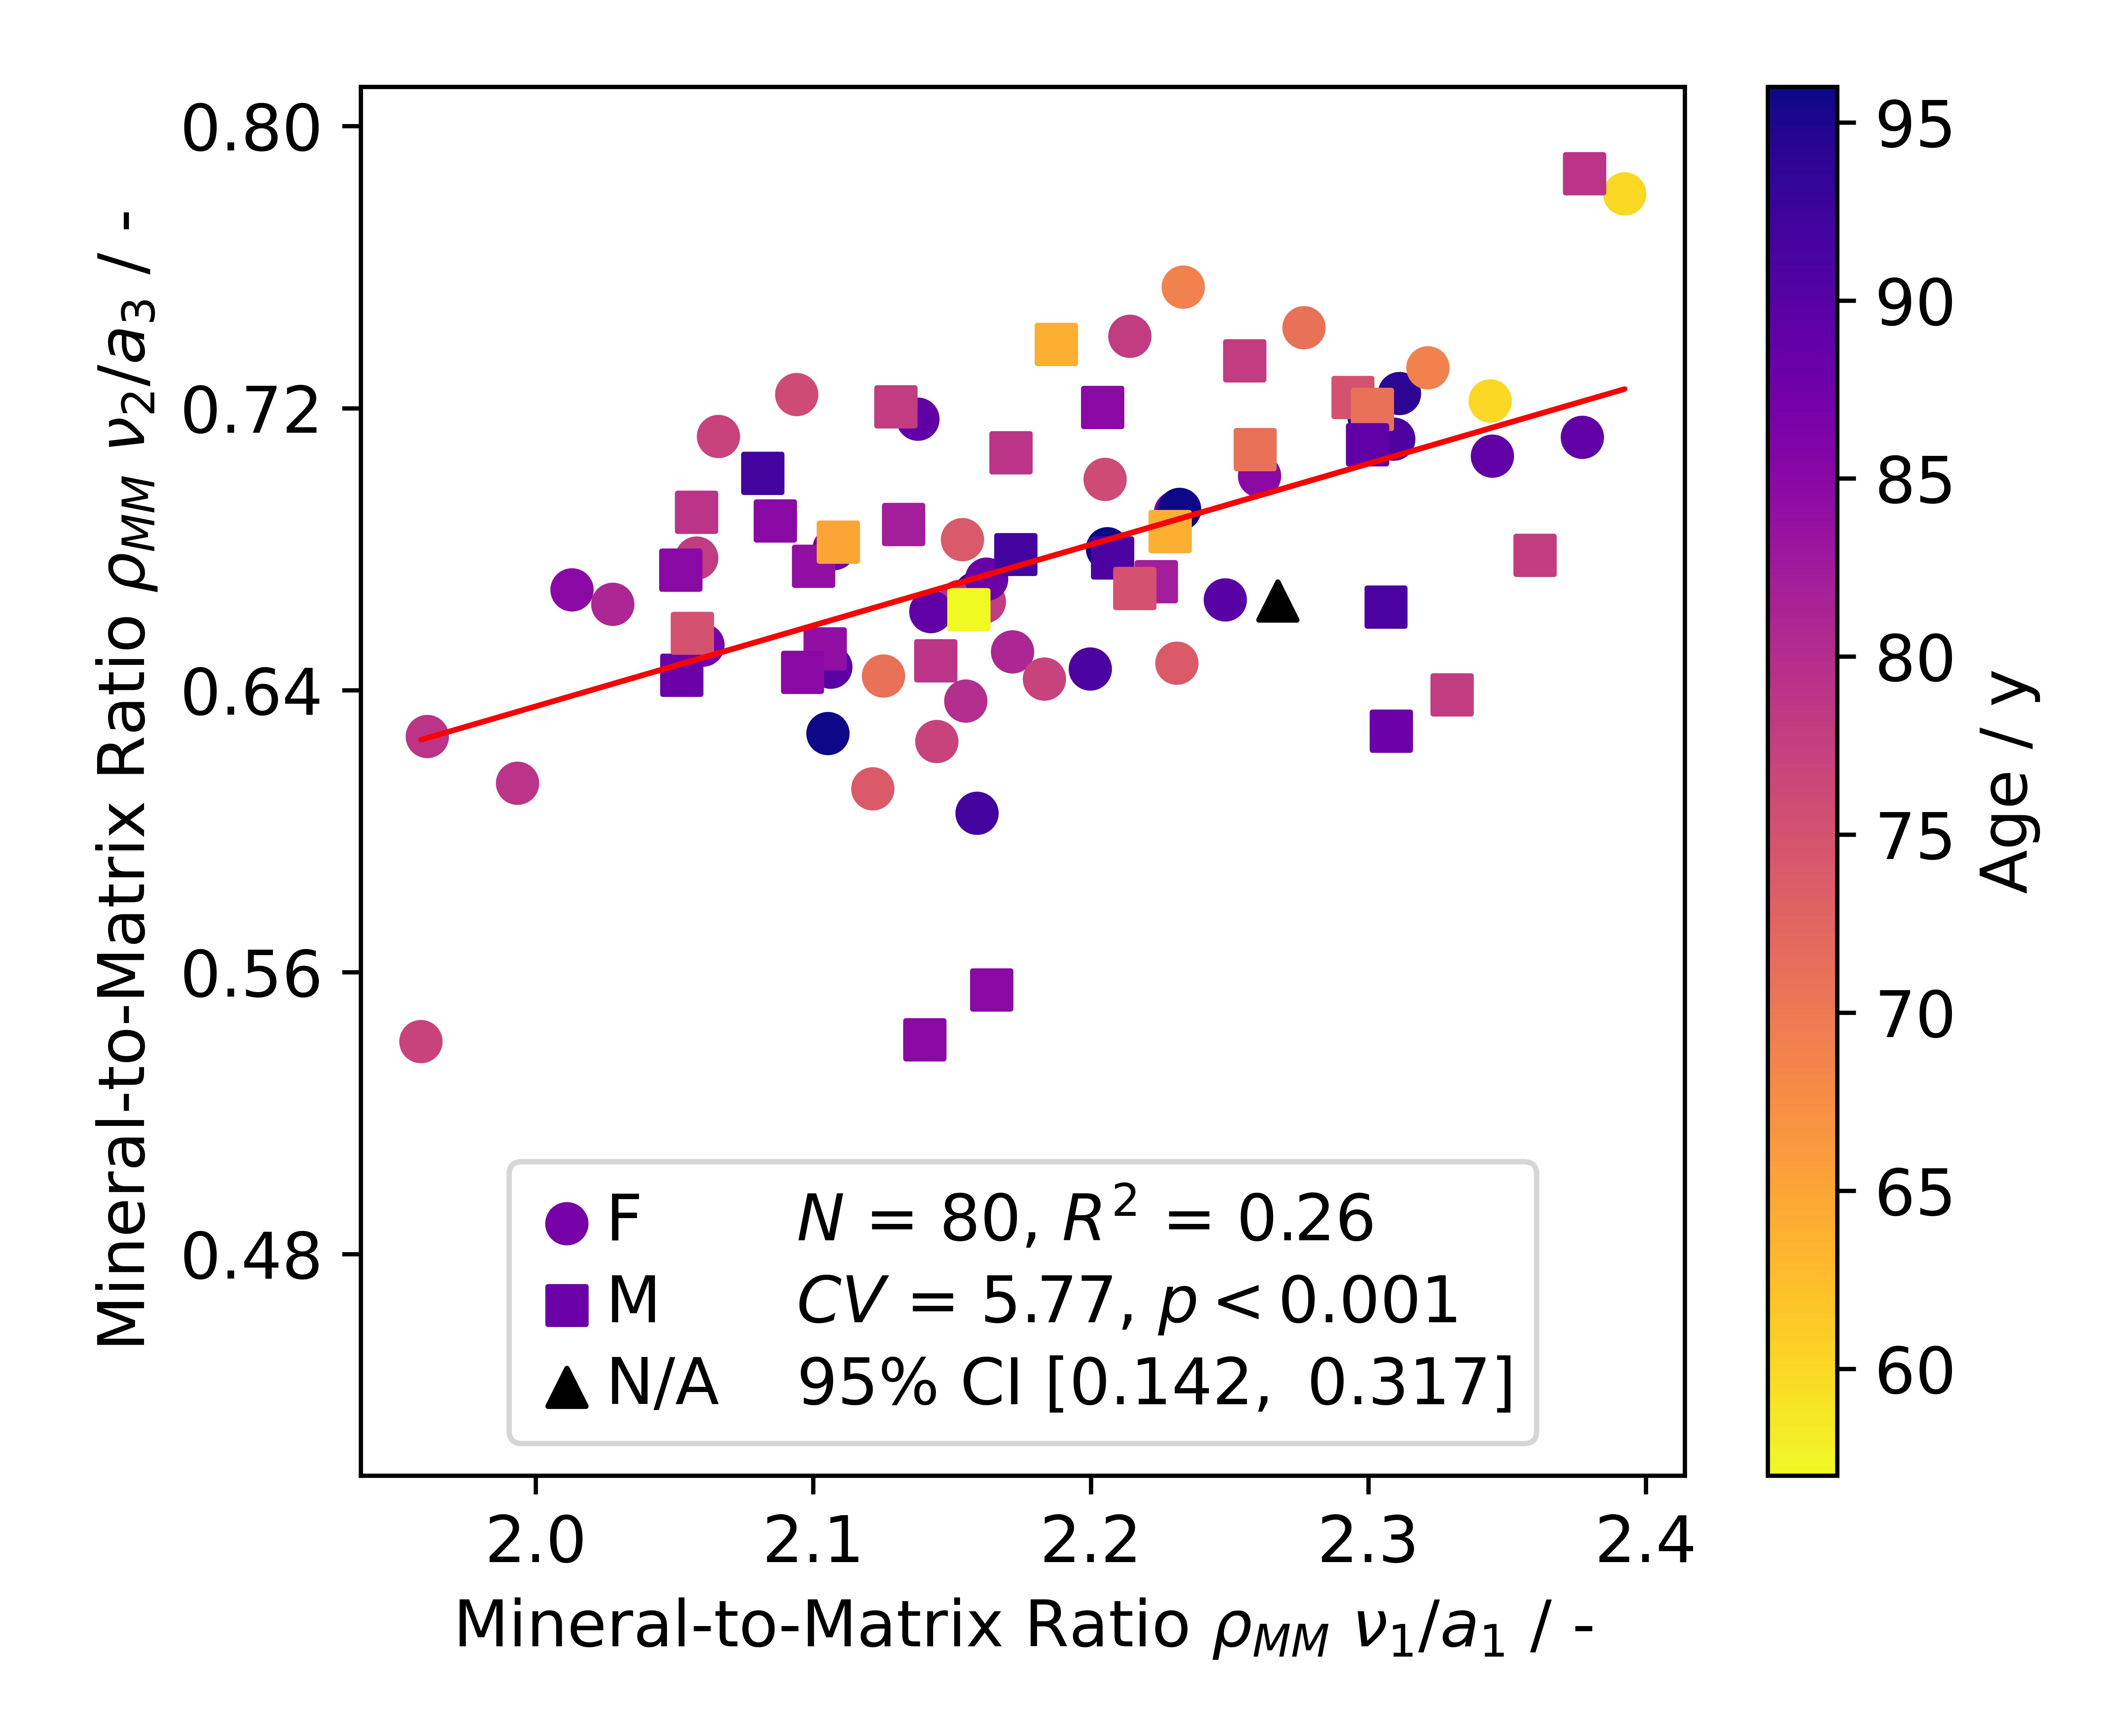 0.80
0.72
0.64
0.56
0.48
Mineral-to-Matrix Ratio ρMM ν2/a3 / -
F N = 80, R² = 0.26
M CV = 5.77, p < 0.001
N/A 95% CI [0.142, 0.317]
2.0 2.1 2.2 2.3 2.4
Mineral-to-Matrix Ratio ρMM ν1/a1 / -
95
90
85
80
75
70
65
60
Age / y